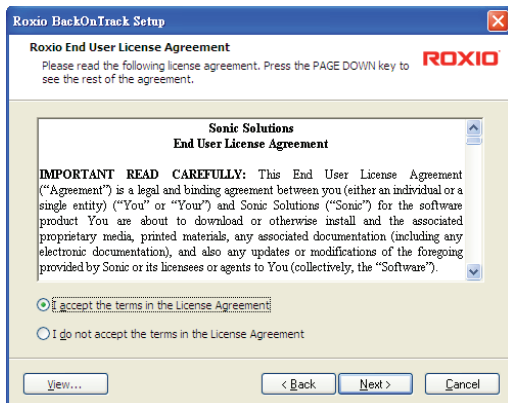 Roxio BackOnTrack Setup
Roxio End User License Agreement
Please read the following license agreement. Press the PAGE DOWN key to
see the rest of the agreement.
ROXIO
Sonic Solutions
End User License Agreement
IMPORTANT READ CAREFULLY: This End User License Agreement
(“Agreement”) is a legal and binding agreement between you (either an individual or a
single entity) (“You” or “Your”) and Sonic Solutions (“Sonic”) for the software
product You are about to download or otherwise install and the associated
proprietary media, printed materials, any associated documentation (including any
electronic documentation), and also any updates or modifications of the foregoing
provided by Sonic or its licensees or agents to You (collectively, the “Software”).
I accept the terms in the License Agreement
I do not accept the terms in the License Agreement
View...
< Back
Next >
Cancel